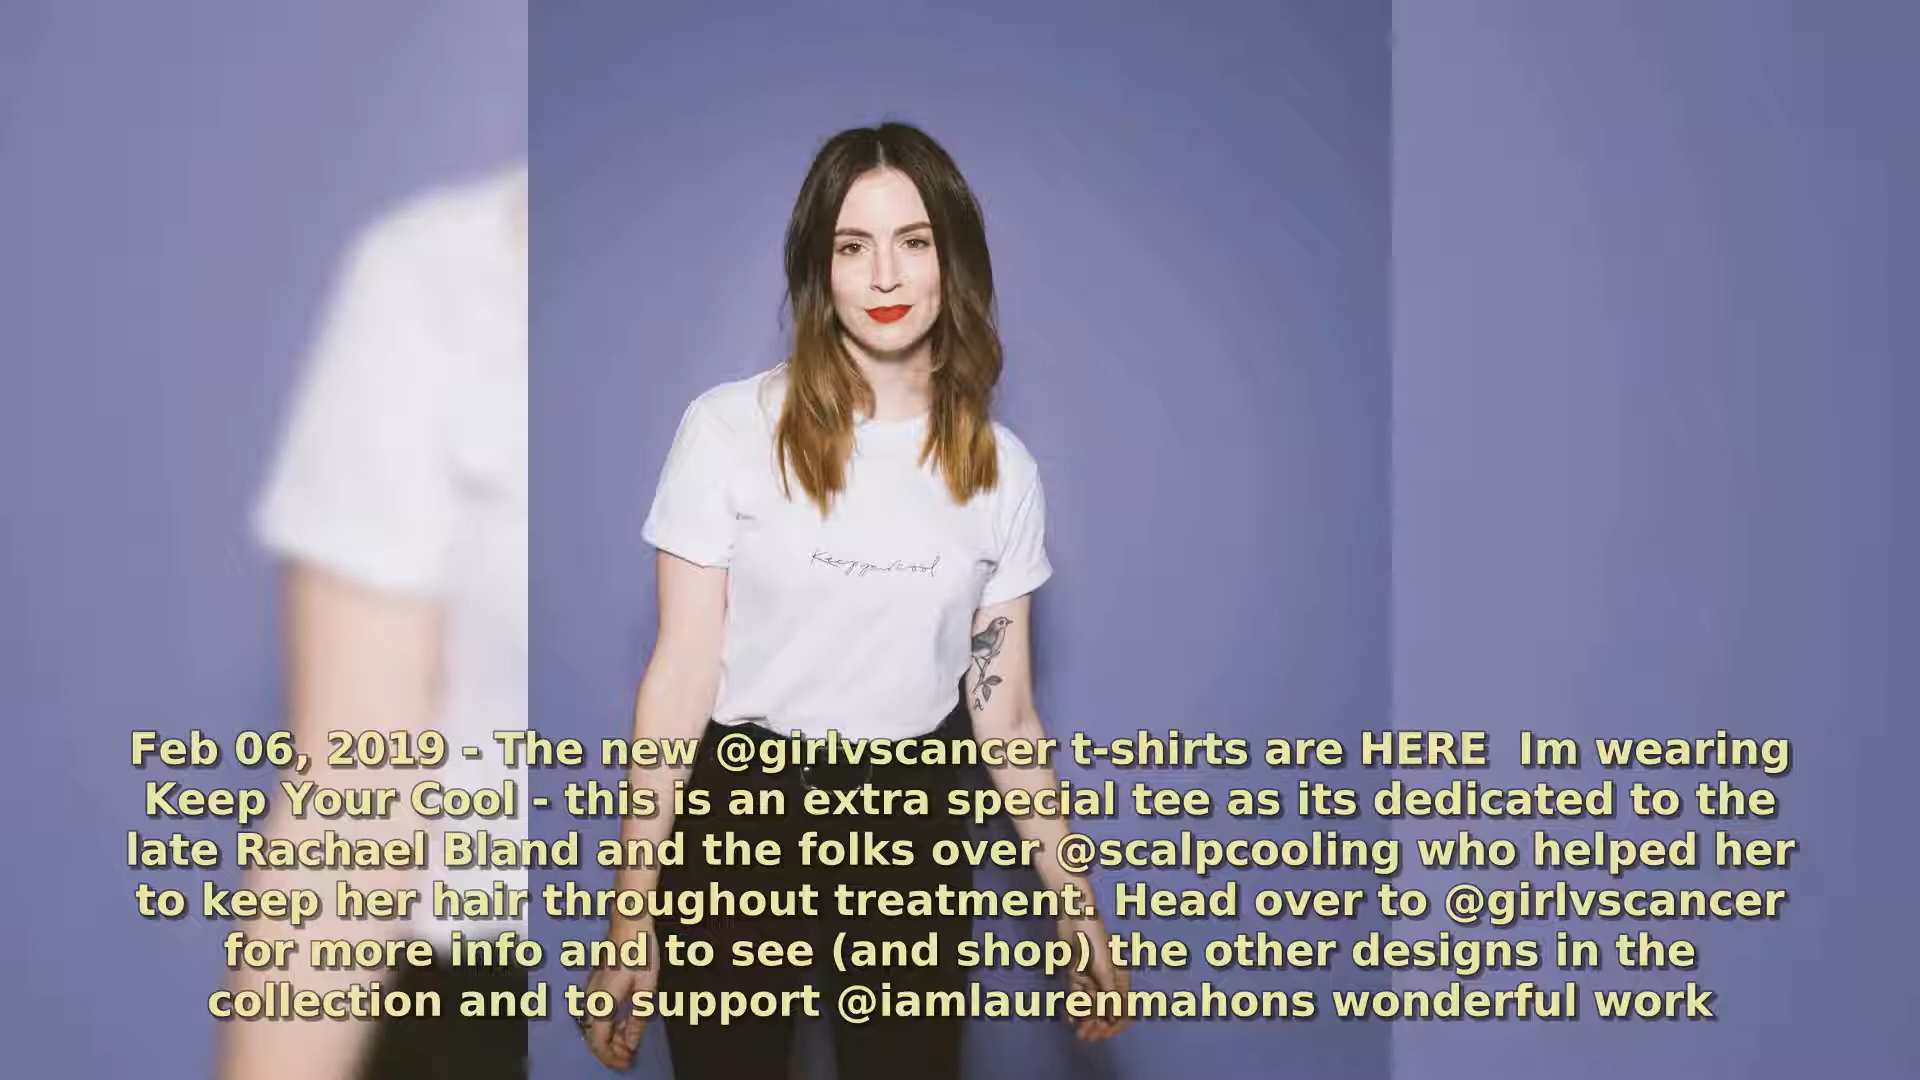 Keep your cool
Feb 06, 2019 - The new @girlvscancer t-shirts are HERE  Im wearing
Keep Your Cool - this is an extra special tee as its dedicated to the
late Rachael Bland and the folks over @scalpcooling who helped her
to keep her hair throughout treatment. Head over to @girlvscancer
for more info and to see (and shop) the other designs in the
collection and to support @iamlaurenmahons wonderful work